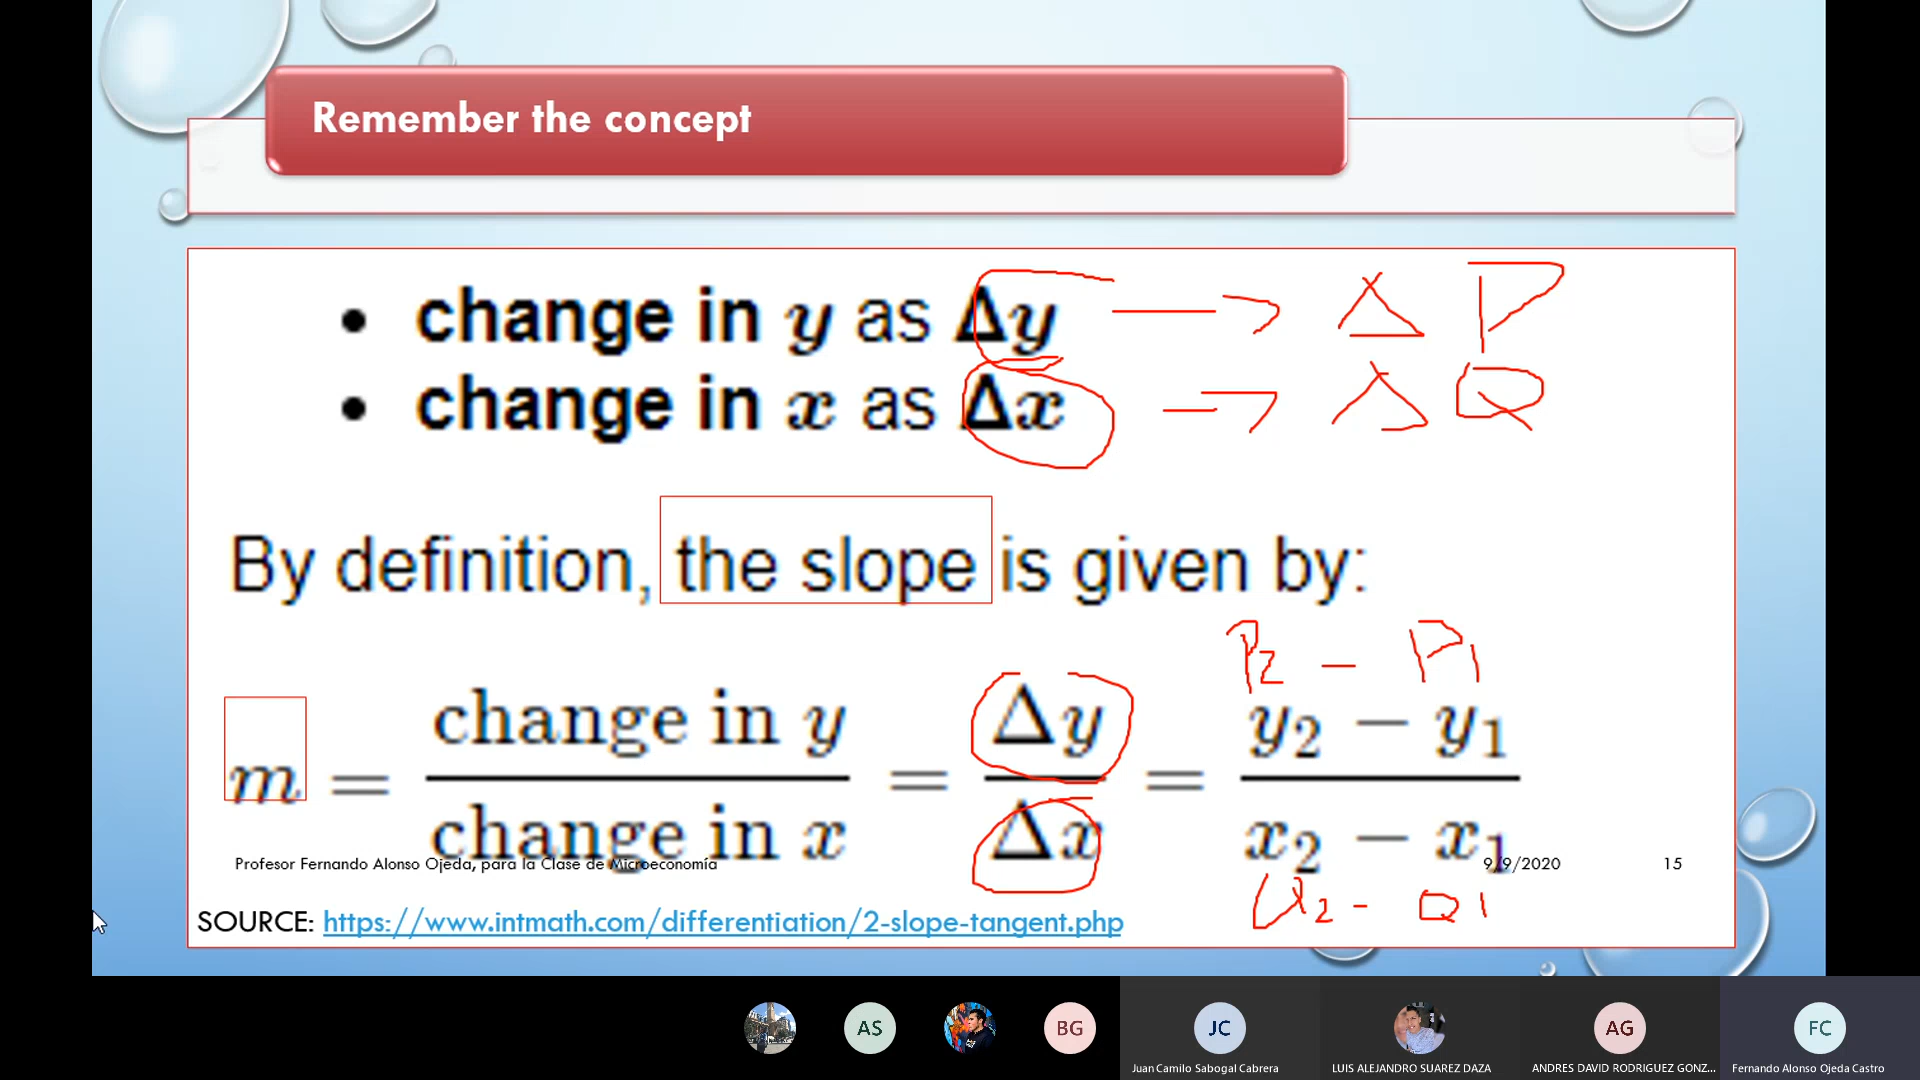 Remember the concept
• change in y as Δy → Δ P
• change in x as Δx → Δ Q
By definition, the slope is given by:
P2 – P1
m = change in y / change in x = Δy / Δx = y₂ − y₁ / x₂ − x₁
Profesor Fernando Alonso Ojeda, para la Clase de Microeconomía 9/9/2020 15
Q2 - Q1
SOURCE: https://www.intmath.com/differentiation/2-slope-tangent.php
AS BG JC AG FC
Juan Camilo Sabogal Cabrera LUIS ALEJANDRO SUAREZ DAZA ANDRES DAVID RODRIGUEZ GONZ... Fernando Alonso Ojeda Castro